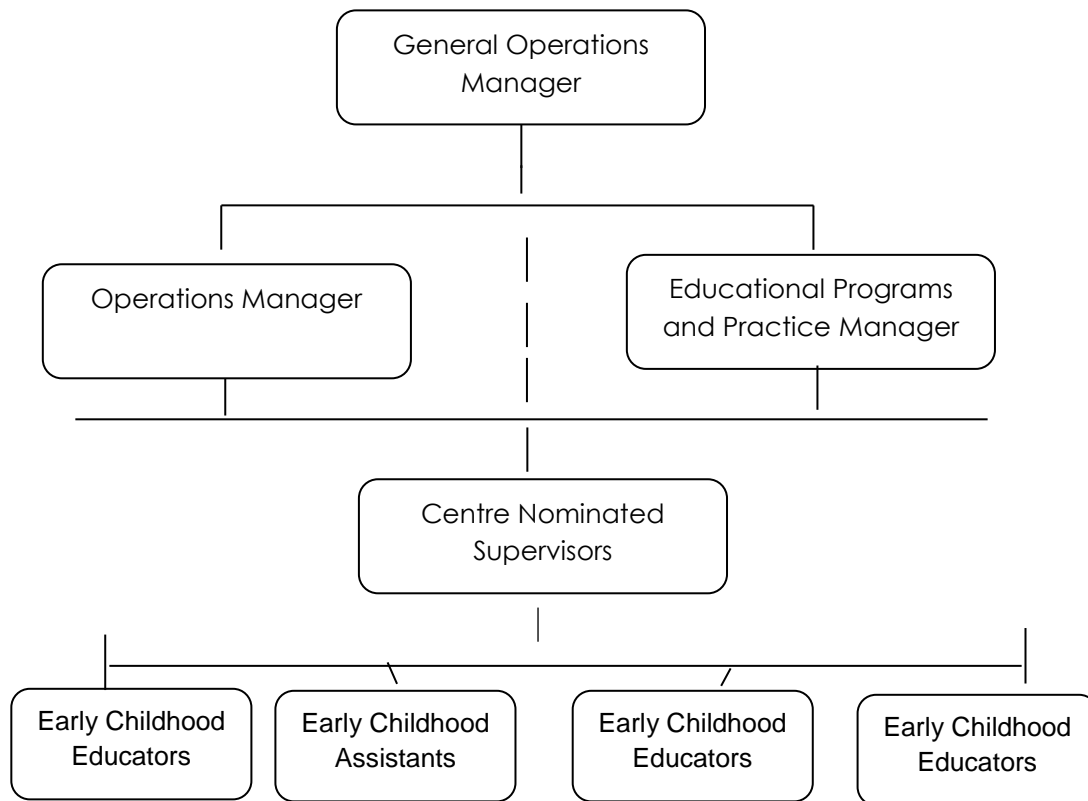 General Operations
Manager
Operations Manager
Educational Programs
and Practice Manager
Centre Nominated
Supervisors
Early Childhood
Educators
Early Childhood
Assistants
Early Childhood
Educators
Early Childhood
Educators